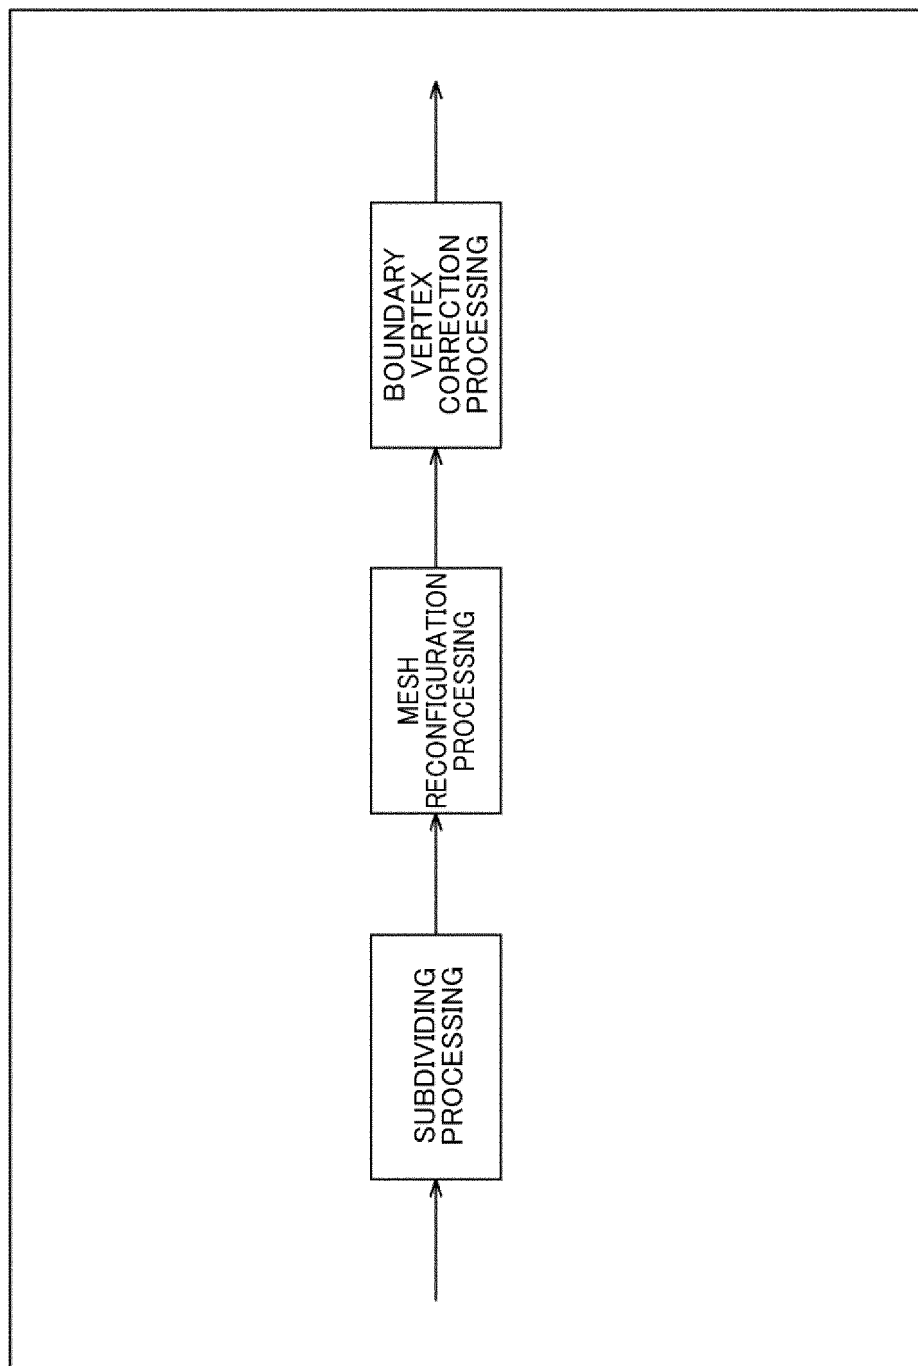 SUBDIVIDING
PROCESSING
MESH
RECONFIGURATION
PROCESSING
BOUNDARY
VERTEX
CORRECTION
PROCESSING